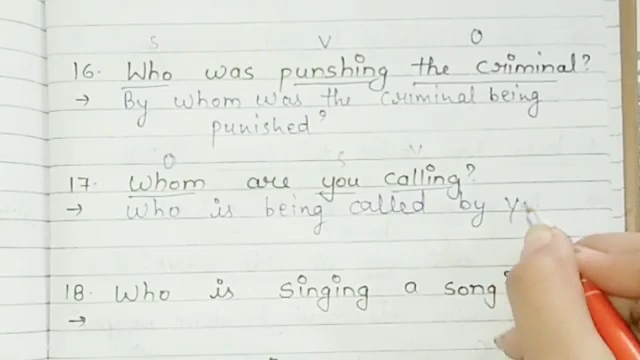 S V O
16. Who was punshing the criminal?
→ By whom was the criminal being
punished?
O S V
17. Whom are you calling?
→ Who is being called by y
18. Who is singing a song?
→